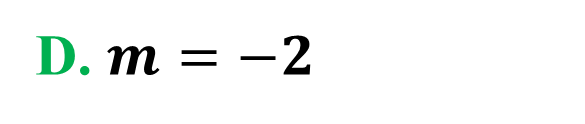 D. m = −2